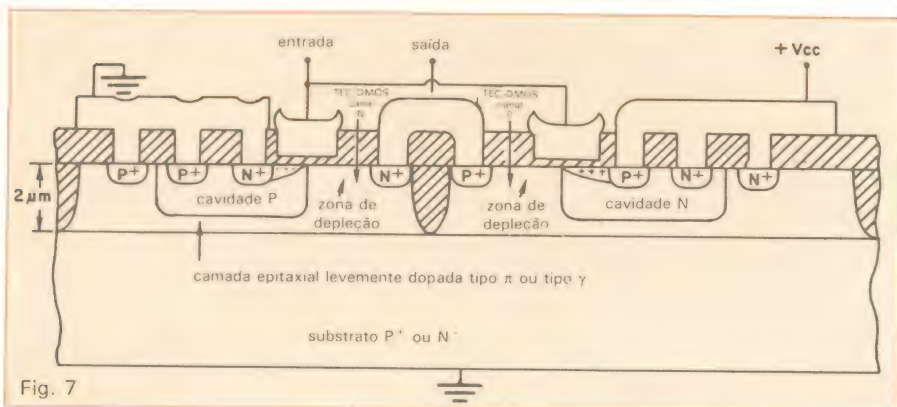 entrada
saída
+ Vcc
TEC-DMOS
canal
N
TEC-DMOS
canal
P+
P+
N+
- - -
N+
P+
+ + +
P+
N+
N+
2 μm
cavidade P
zona de
depleção
zona de
depleção
cavidade N
camada epitaxial levemente dopada tipo π ou tipo γ
substrato P+ ou N-
Fig. 7